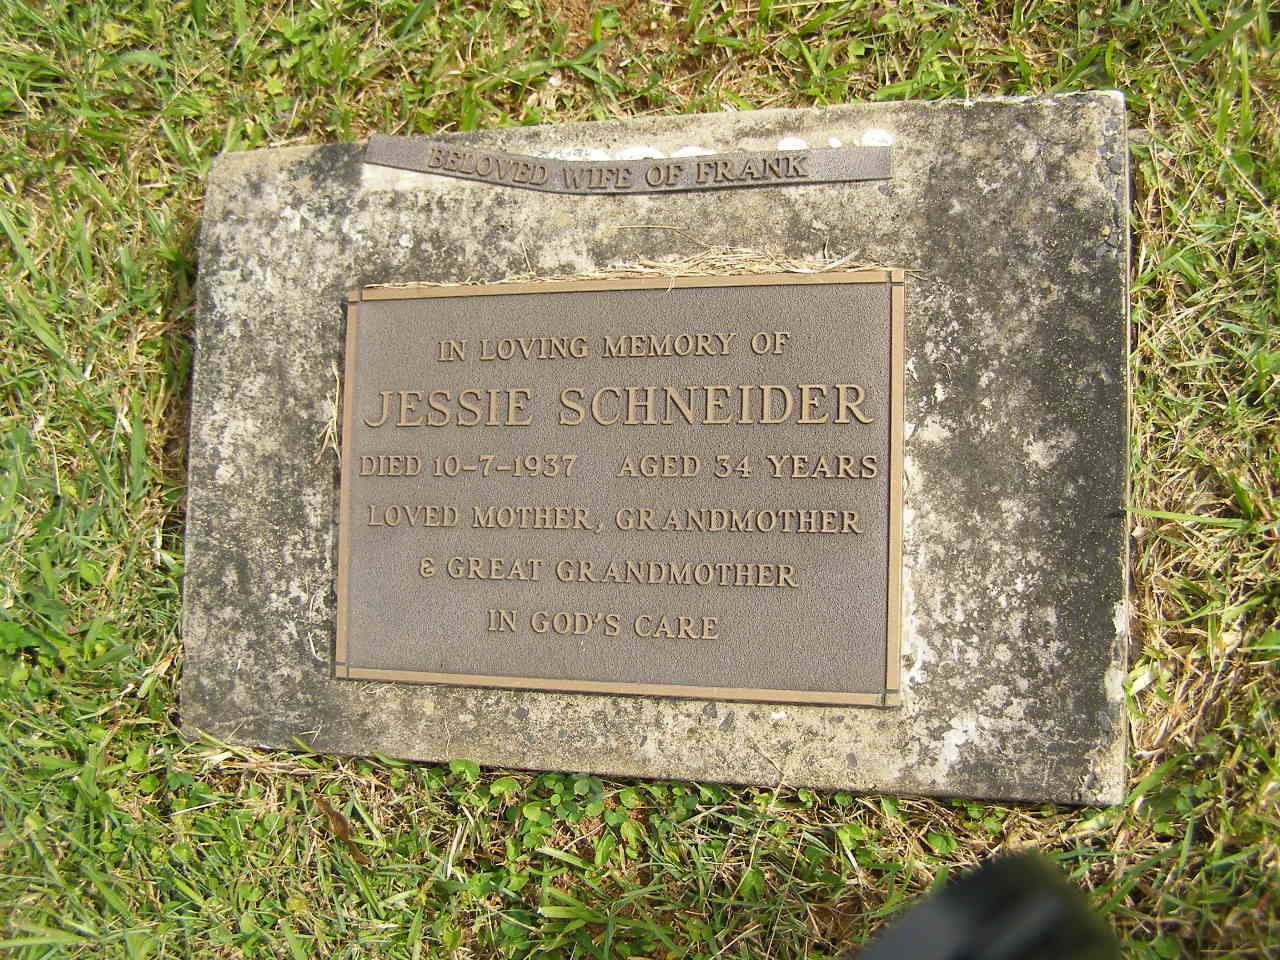 BELOVED WIFE OF FRANK
IN LOVING MEMORY OF
JESSIE SCHNEIDER
DIED 10-7-1937 AGED 34 YEARS
LOVED MOTHER, GRANDMOTHER
& GREAT GRANDMOTHER
IN GOD'S CARE